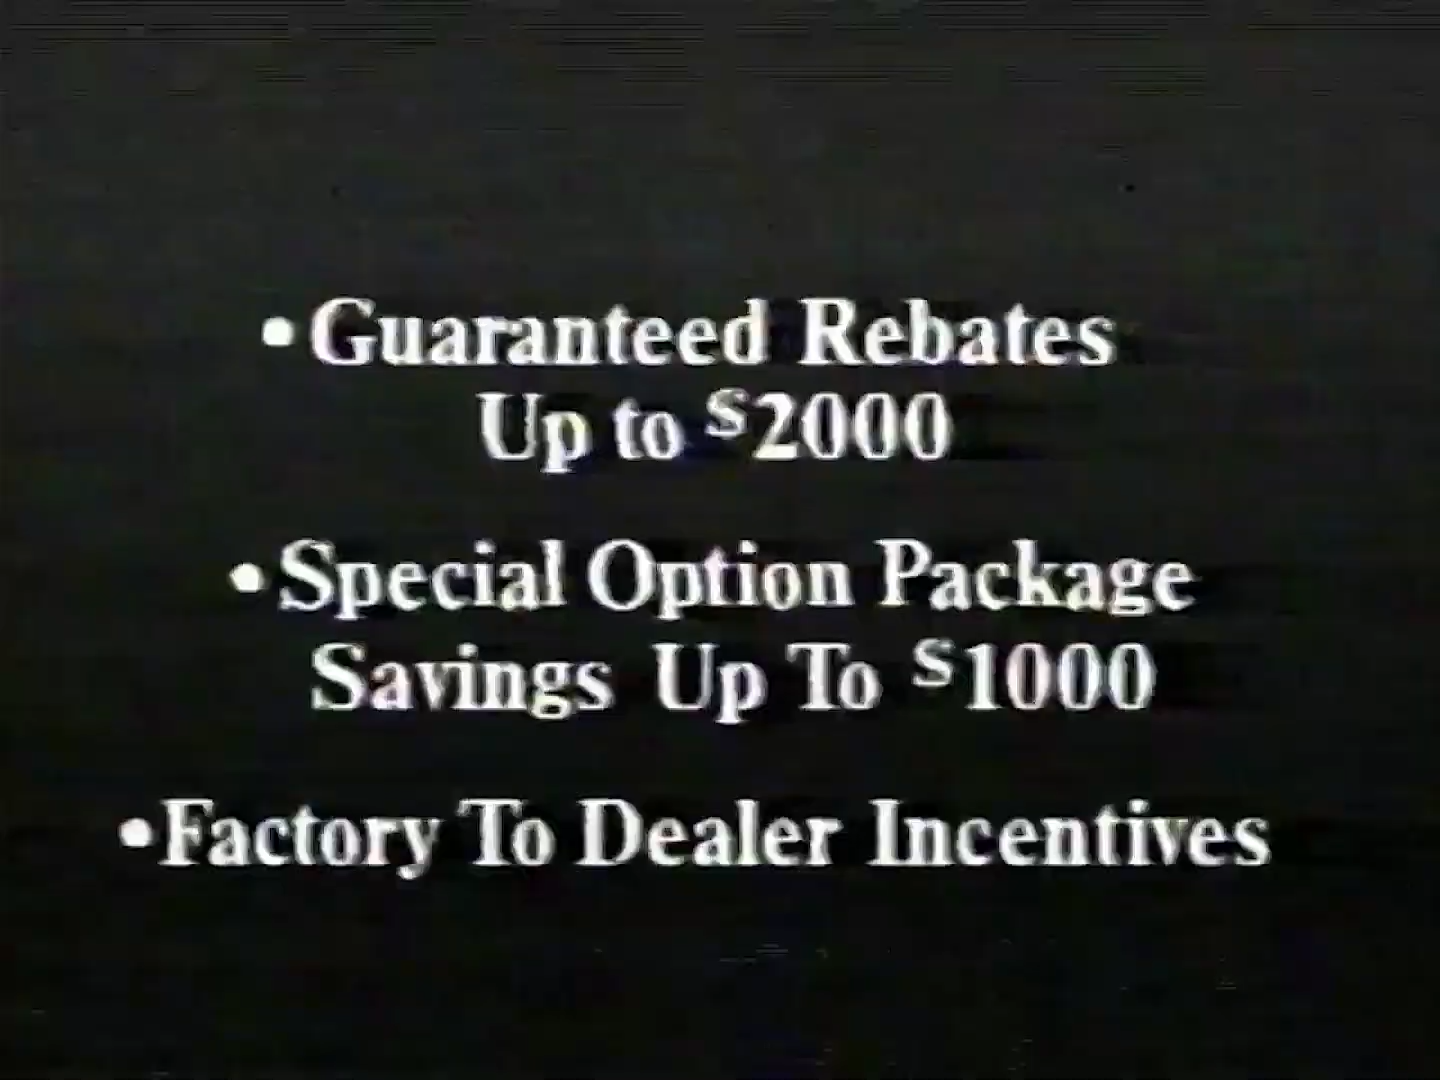 •Guaranteed Rebates
Up to $2000
•Special Option Package
Savings Up To $1000
•Factory To Dealer Incentives